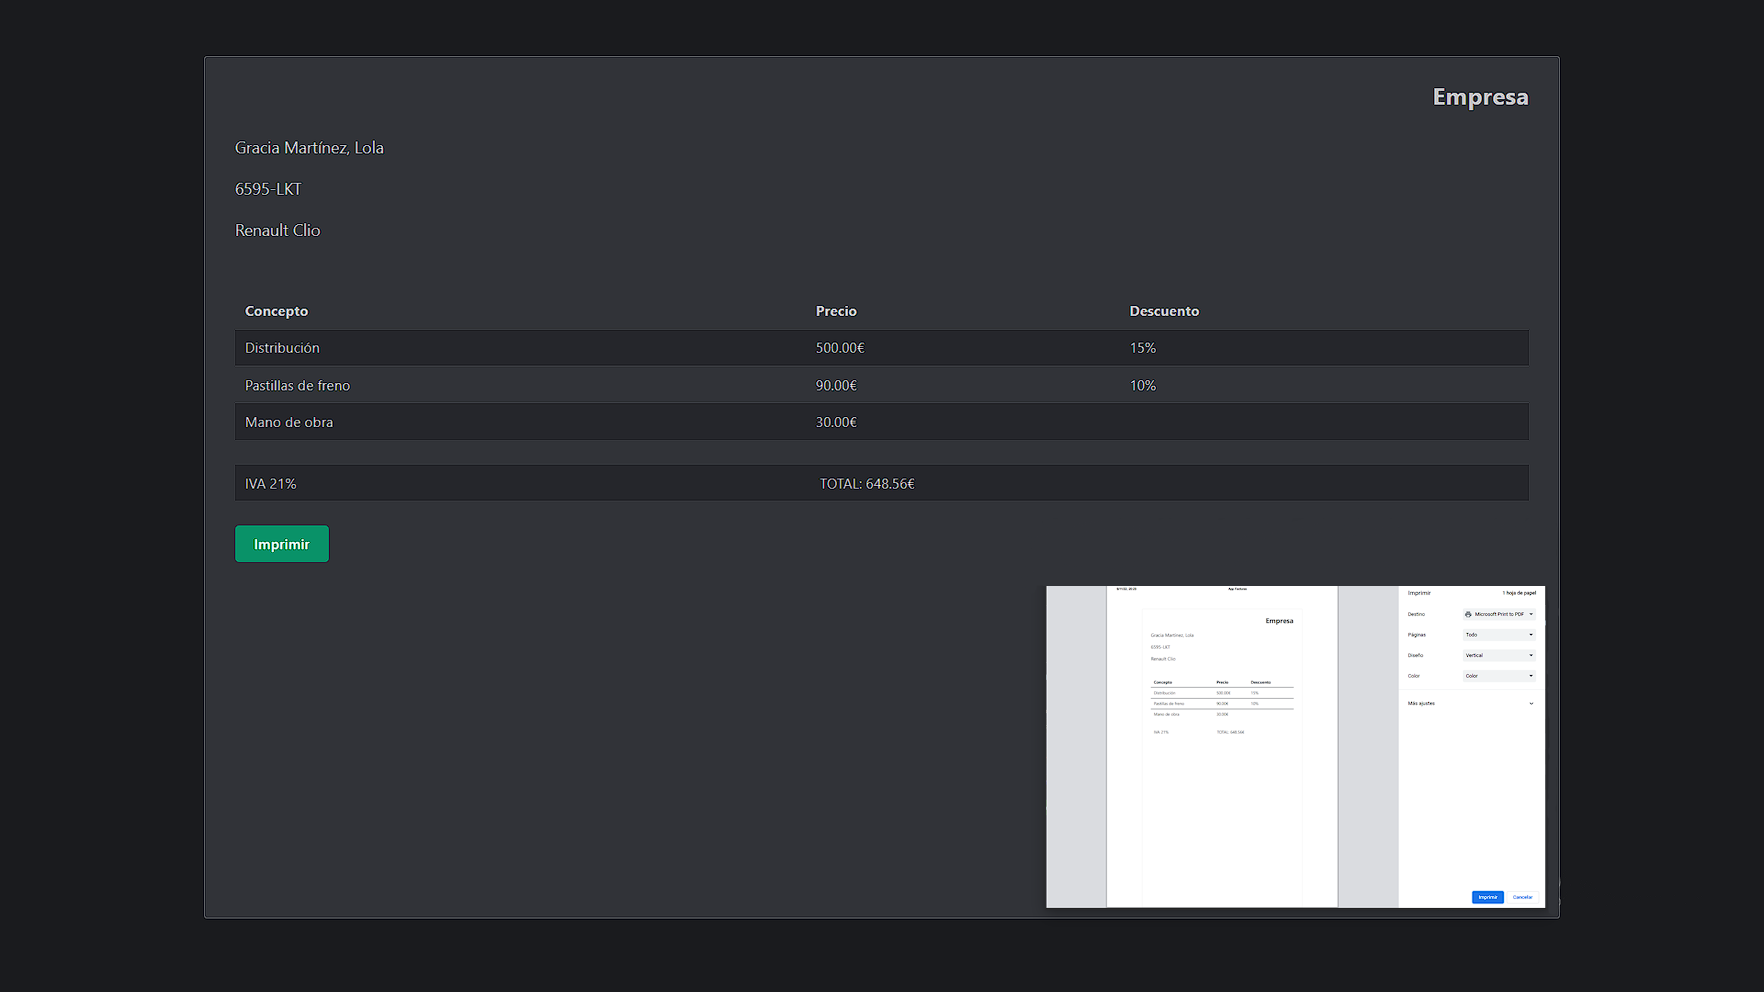 Empresa
Gracia Martínez, Lola
6595-LKT
Renault Clio
Concepto Precio Descuento
Distribución 500.00€ 15%
Pastillas de freno 90.00€ 10%
Mano de obra 30.00€
IVA 21% TOTAL: 648.56€
Imprimir
App Facturas
Empresa
Gracia Martínez, Lola
6595-LKT
Renault Clio
Concepto Precio Descuento
Distribución 500.00€ 15%
Pastillas de freno 90.00€ 10%
Mano de obra 30.00€
IVA 21% TOTAL: 648.56€
Imprimir 1 hoja de papel
Destino Microsoft Print to PDF
Páginas Todo
Diseño Vertical
Color Color
Más ajustes
Imprimir Cancelar